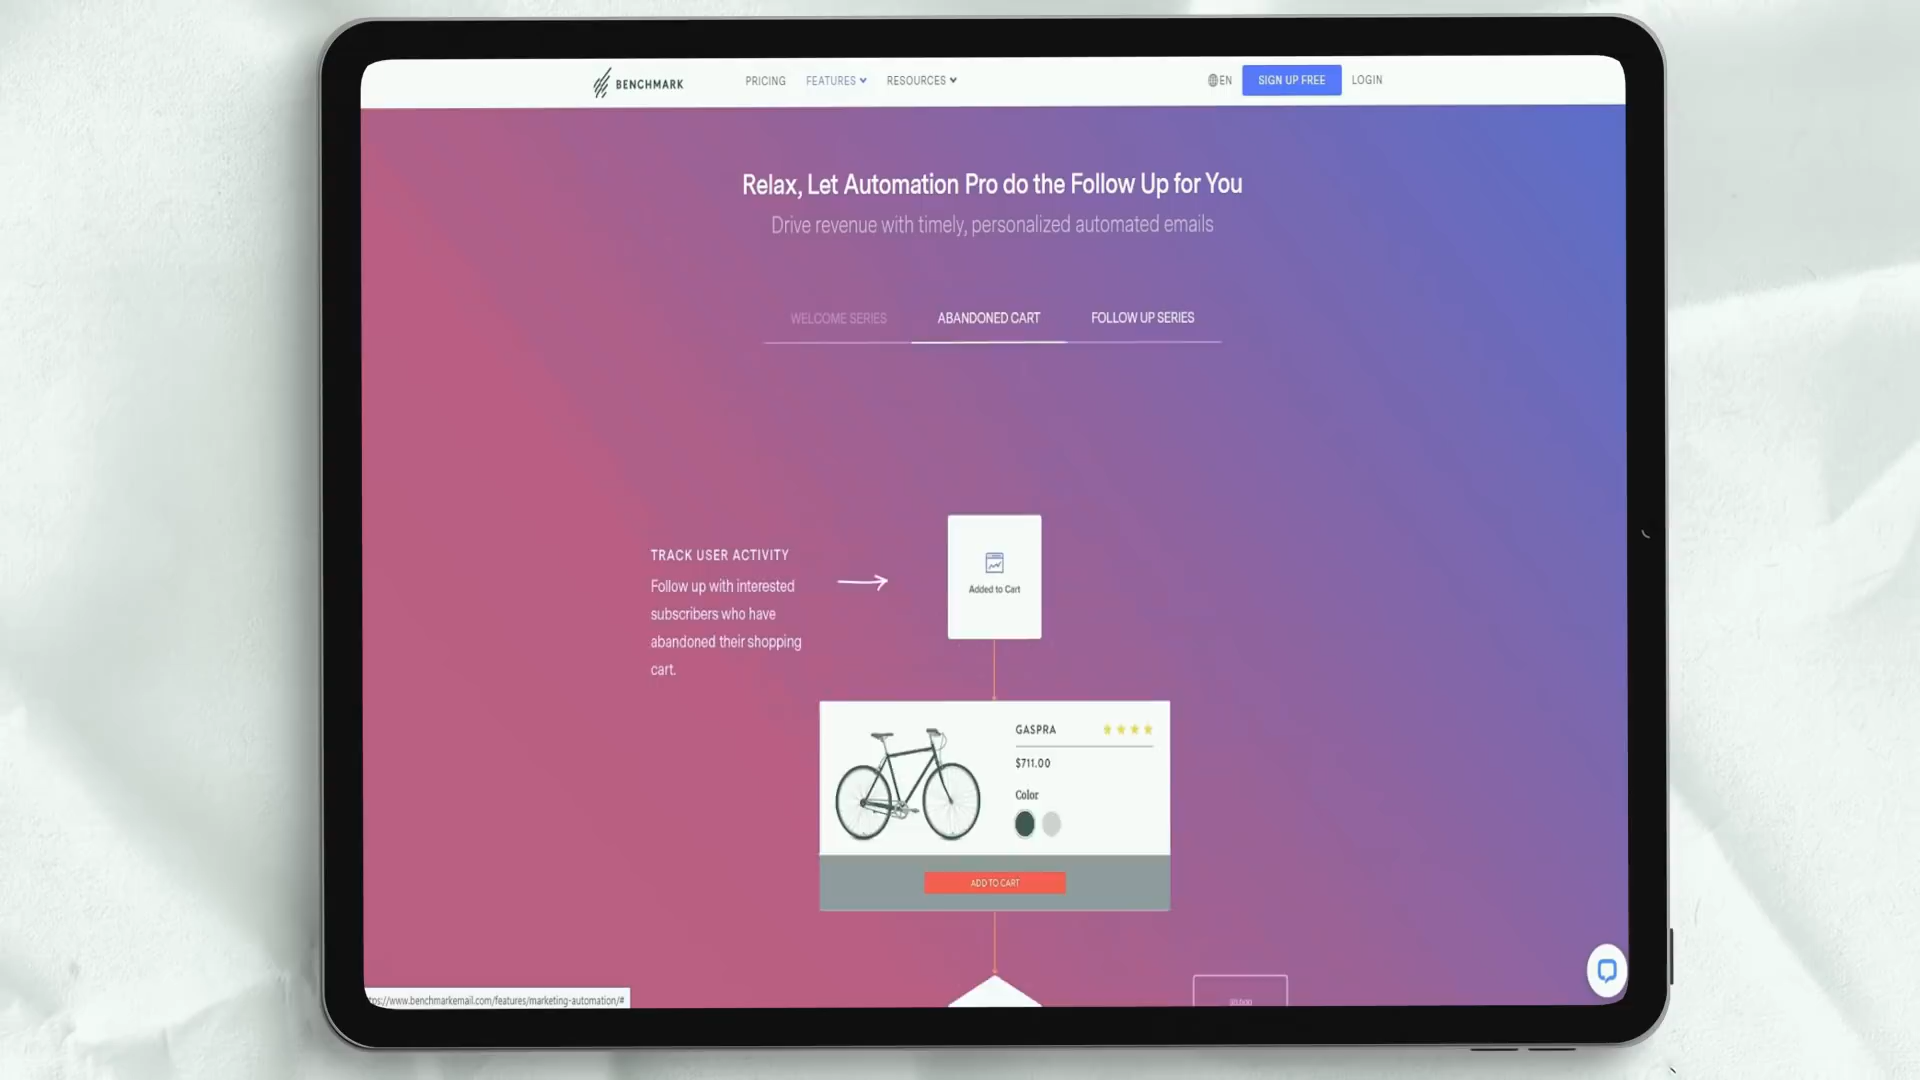 BENCHMARK
PRICING FEATURES RESOURCES
EN SIGN UP FREE LOGIN
Relax, Let Automation Pro do the Follow Up for You
Drive revenue with timely, personalized automated emails
WELCOME SERIES ABANDONED CART FOLLOW UP SERIES
TRACK USER ACTIVITY
Follow up with interested
subscribers who have
abandoned their shopping
cart.
Added to Cart
GASPRA
$711.00
Color
ADD TO CART
tps://www.benchmarkemail.com/features/marketing-automation/#